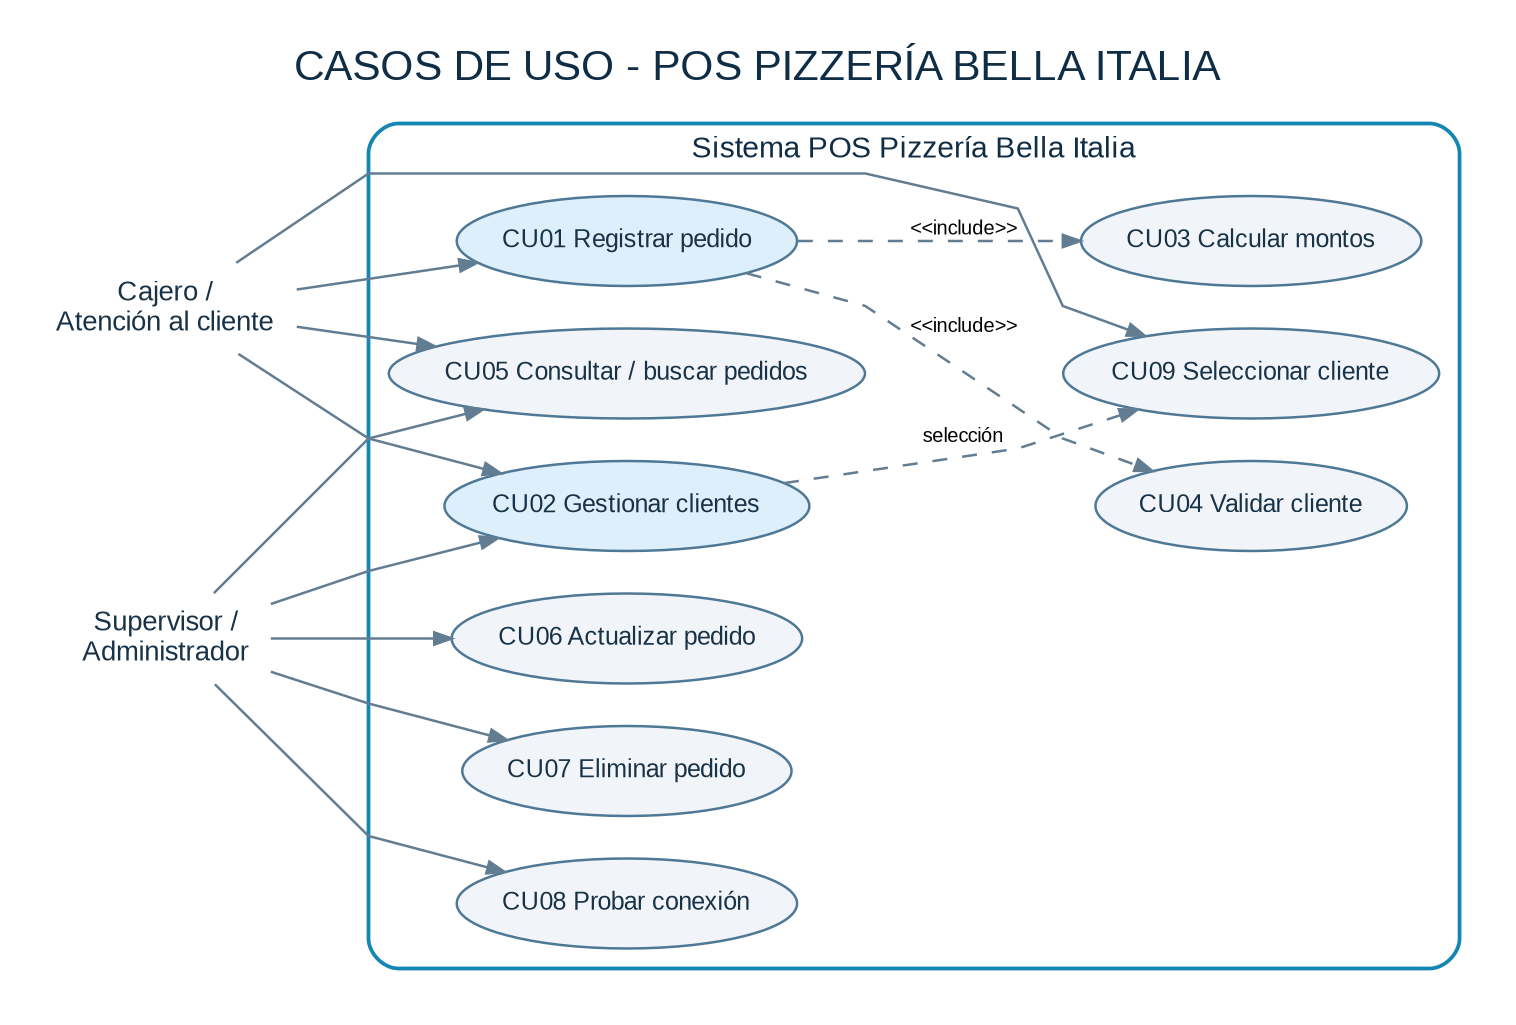 CASOS DE USO - POS PIZZERÍA BELLA ITALIA
Sistema POS Pizzería Bella Italia
Cajero /
Atención al cliente
Supervisor /
Administrador
CU01 Registrar pedido
<<include>>
CU03 Calcular montos
<<include>>
CU05 Consultar / buscar pedidos
CU09 Seleccionar cliente
selección
CU02 Gestionar clientes
CU04 Validar cliente
CU06 Actualizar pedido
CU07 Eliminar pedido
CU08 Probar conexión